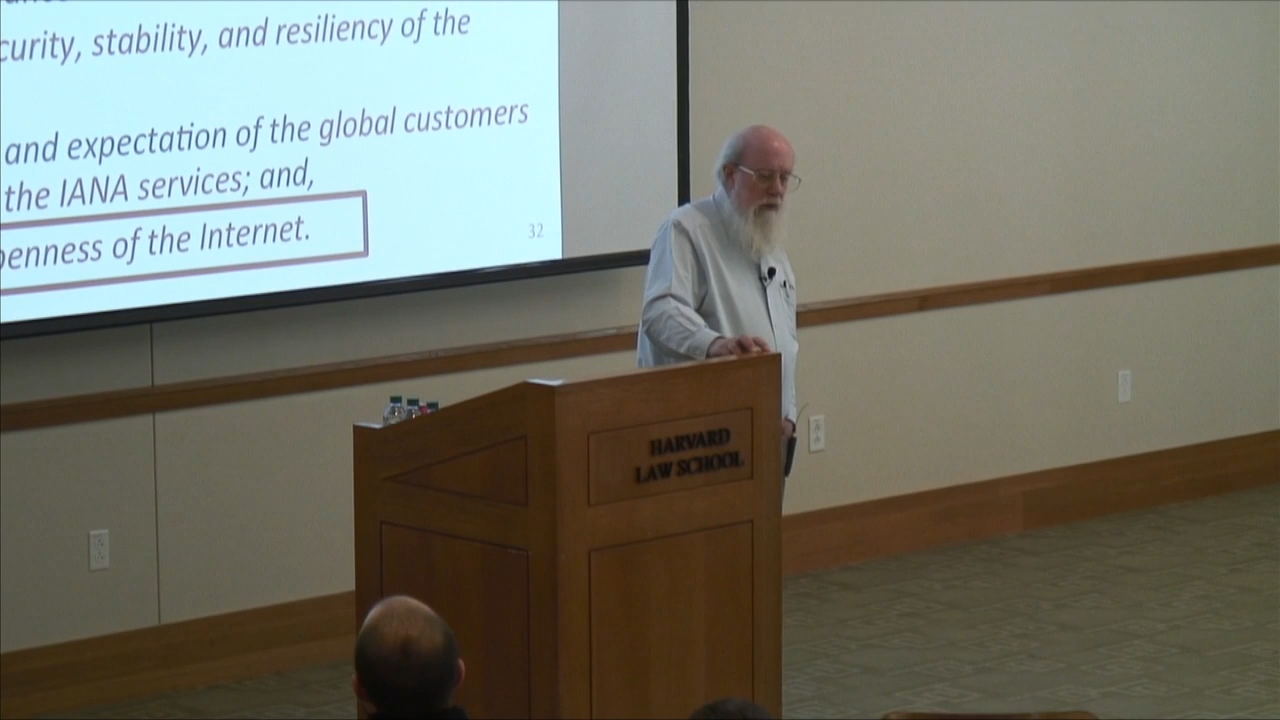 curity, stability, and resiliency of the
and expectation of the global customers
the IANA services; and,
penness of the Internet.
32
HARVARD
LAW SCHOOL